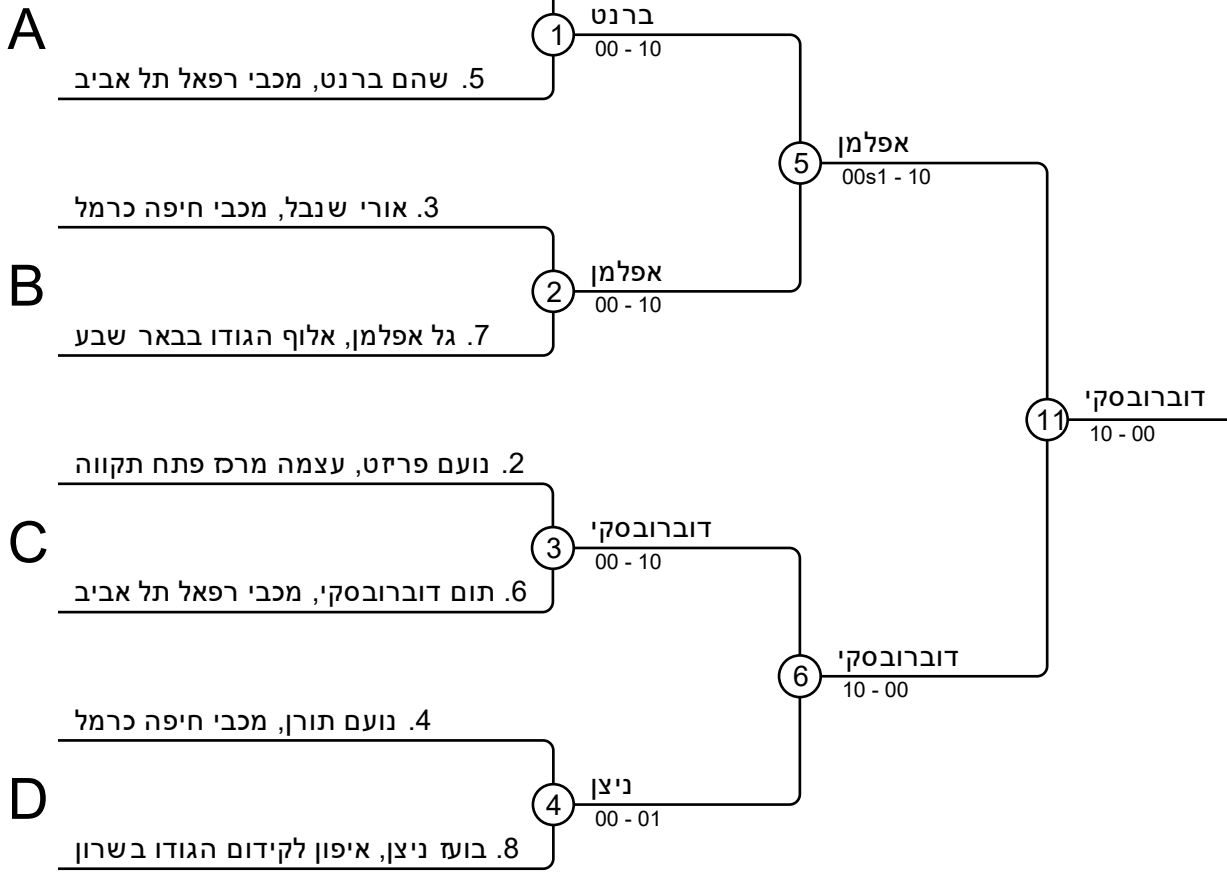 A
1
ברנט
00 - 10
5. שהם ברנט, מכבי רפאל תל אביב
5
אפלמן
00s1 - 10
3. אורי שנבל, מכבי חיפה כרמל
B
2
אפלמן
00 - 10
7. גל אפלמן, אלוף הגודו בבאר שבע
11
דוברובסקי
10 - 00
2. נועם פריזט, עצמה מרכז פתח תקווה
C
3
דוברובסקי
00 - 10
6. תום דוברובסקי, מכבי רפאל תל אביב
6
דוברובסקי
10 - 00
4. נועם תורן, מכבי חיפה כרמל
D
4
ניצן
00 - 01
8. בועז ניצן, איפון לקידום הגודו בשרון